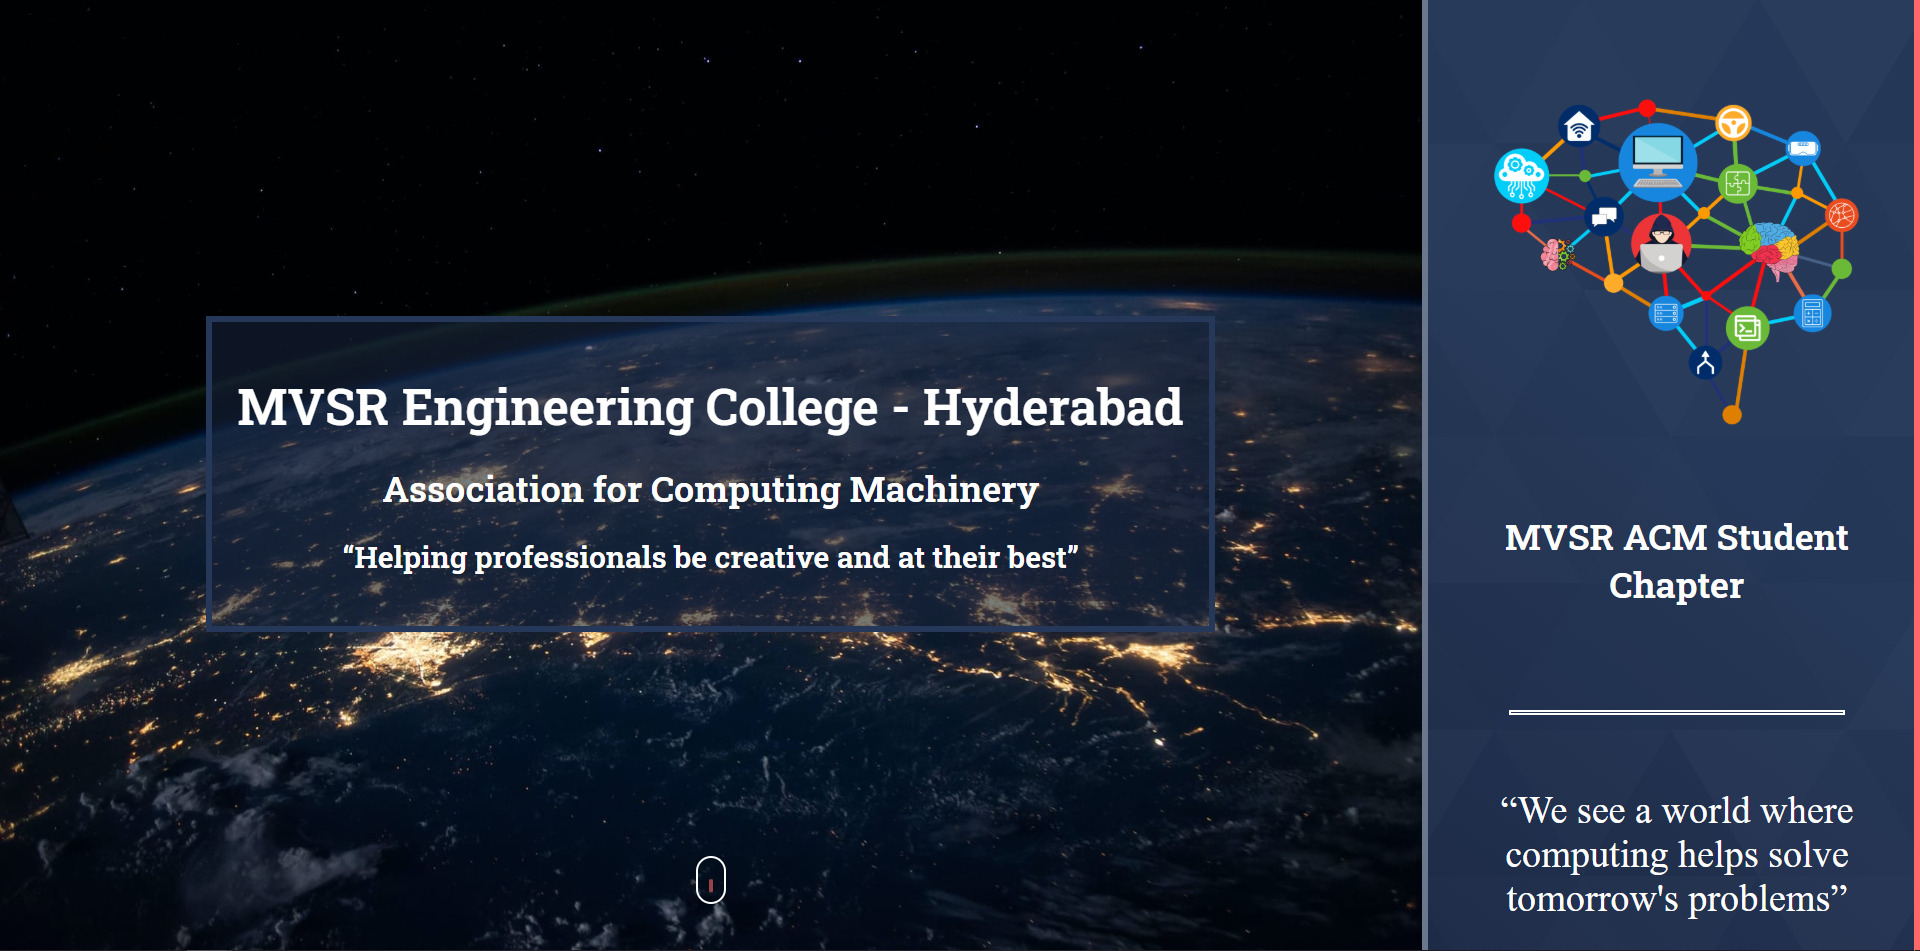 MVSR Engineering College - Hyderabad
Association for Computing Machinery
“Helping professionals be creative and at their best”
MVSR ACM Student
Chapter
“We see a world where
computing helps solve
tomorrow's problems”